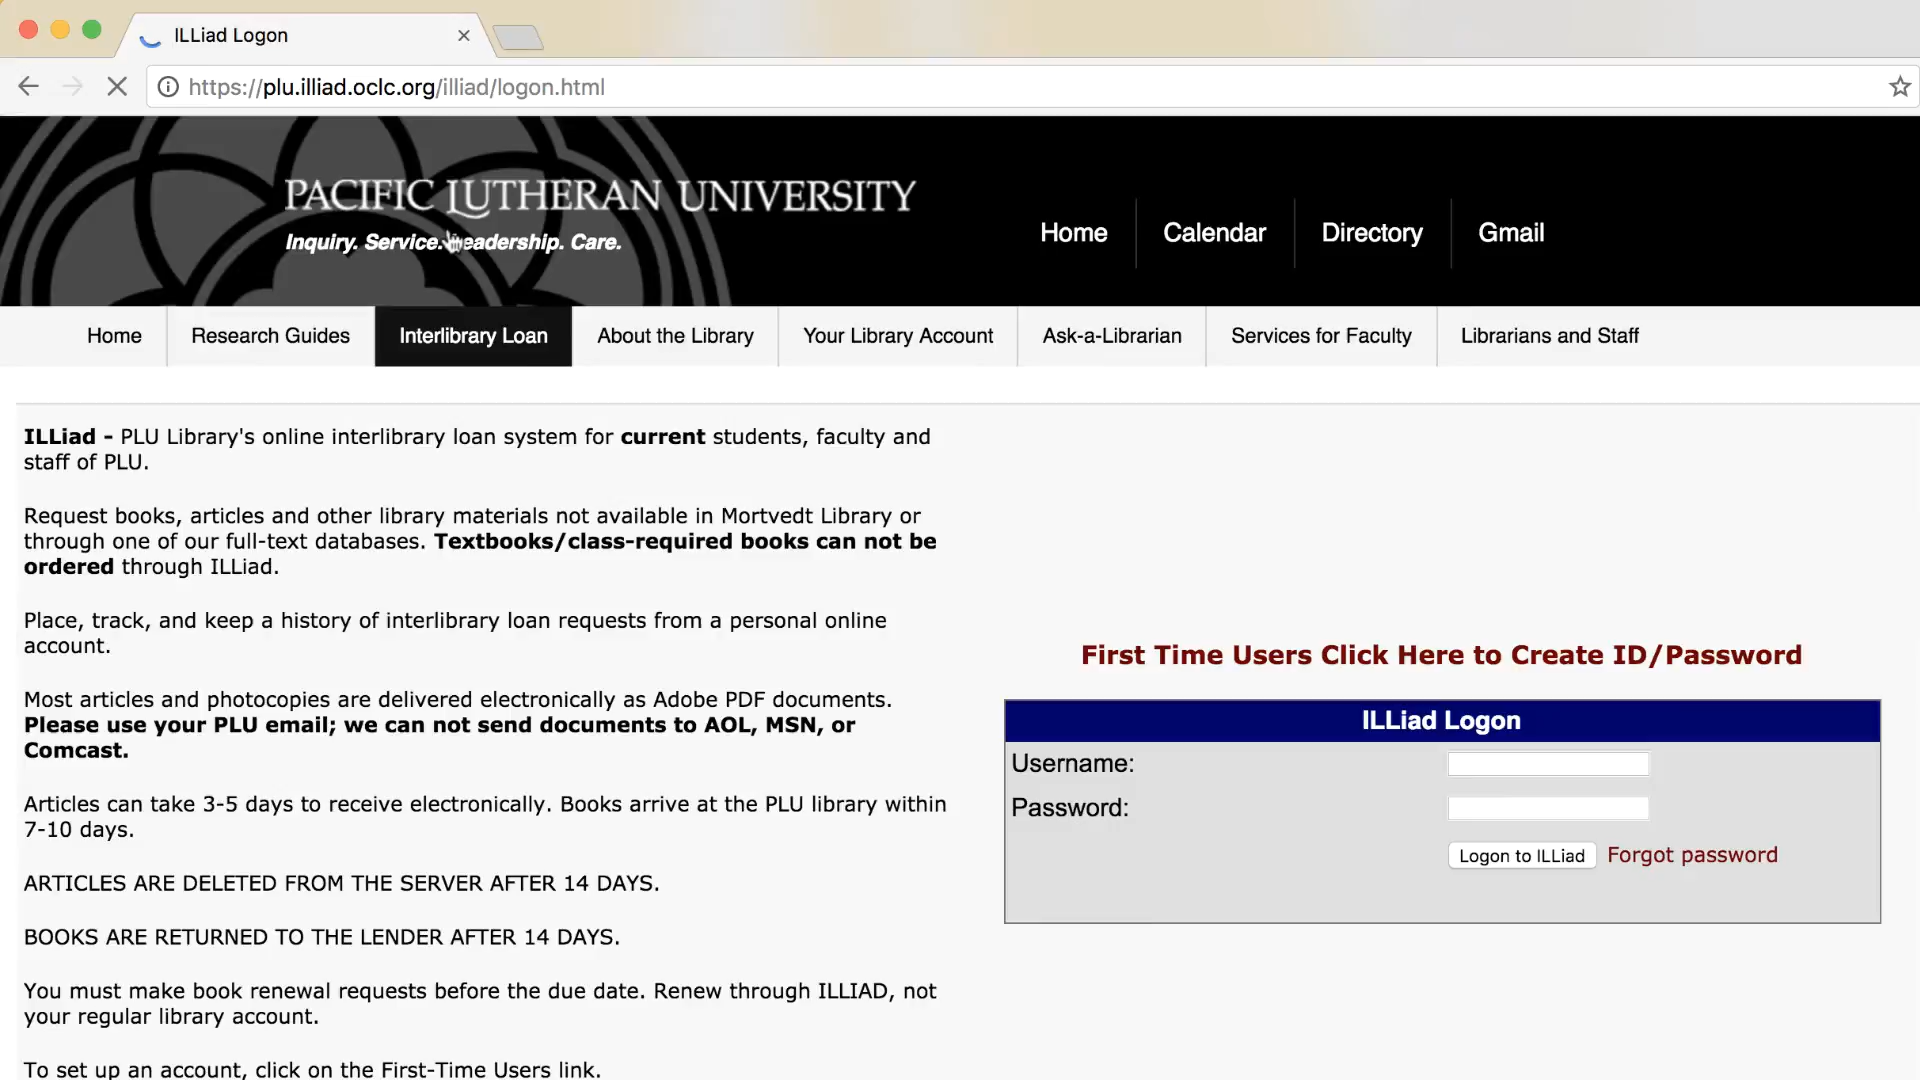 ILLiad Logon
https://plu.illiad.oclc.org/illiad/logon.html
PACIFIC LUTHERAN UNIVERSITY
Inquiry. Service. Leadership. Care.
Home Calendar Directory Gmail
Home Research Guides Interlibrary Loan About the Library Your Library Account Ask-a-Librarian Services for Faculty Librarians and Staff
ILLiad - PLU Library's online interlibrary loan system for current students, faculty and
staff of PLU.
Request books, articles and other library materials not available in Mortvedt Library or
through one of our full-text databases. Textbooks/class-required books can not be
ordered through ILLiad.
Place, track, and keep a history of interlibrary loan requests from a personal online
account.
Most articles and photocopies are delivered electronically as Adobe PDF documents.
Please use your PLU email; we can not send documents to AOL, MSN, or
Comcast.
Articles can take 3-5 days to receive electronically. Books arrive at the PLU library within
7-10 days.
ARTICLES ARE DELETED FROM THE SERVER AFTER 14 DAYS.
BOOKS ARE RETURNED TO THE LENDER AFTER 14 DAYS.
You must make book renewal requests before the due date. Renew through ILLIAD, not
your regular library account.
To set up an account, click on the First-Time Users link.
First Time Users Click Here to Create ID/Password
ILLiad Logon
Username:
Password:
Logon to ILLiad Forgot password